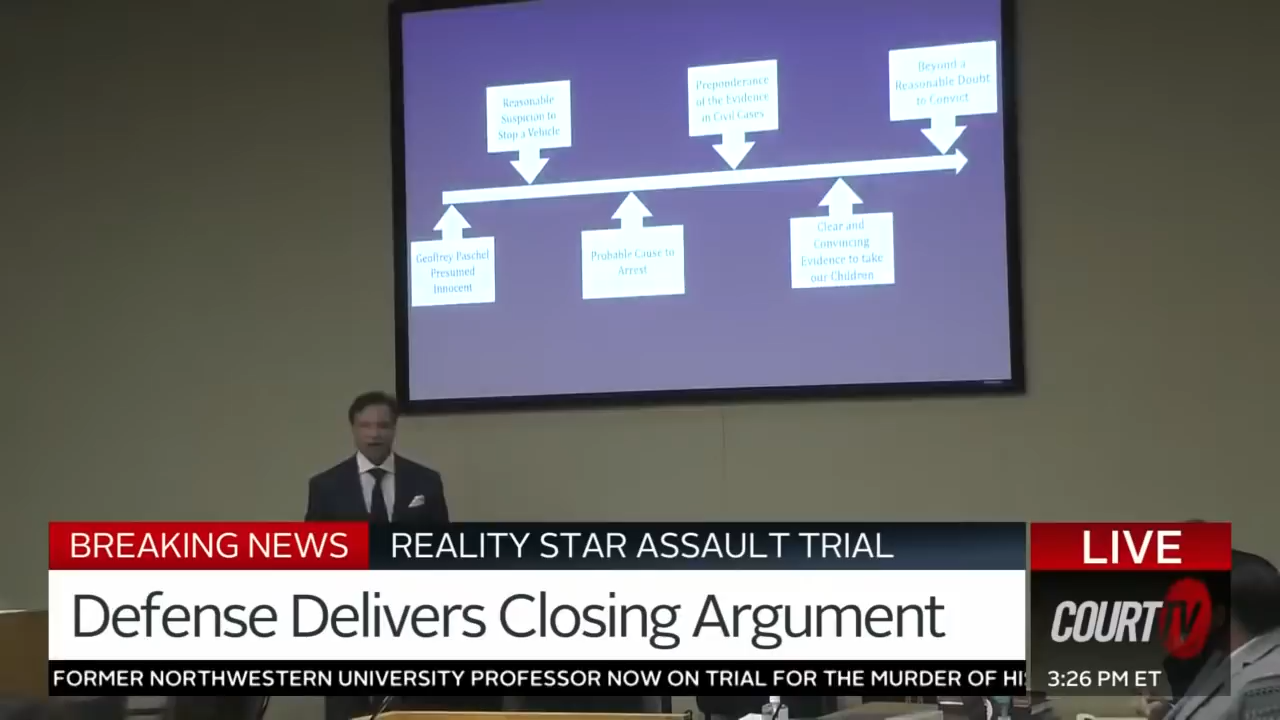 Beyond a
Reasonable Doubt
to Convict
Preponderance
of the Evidence
in Civil Cases
Reasonable
Suspicion to
Stop a Vehicle
Geoffrey Paschel
Presumed
Innocent
Probable Cause to
Arrest
Clear and
Convincing
Evidence to take
our Children
BREAKING NEWS
REALITY STAR ASSAULT TRIAL
LIVE
Defense Delivers Closing Argument
COURT TV
FORMER NORTHWESTERN UNIVERSITY PROFESSOR NOW ON TRIAL FOR THE MURDER OF
3:26 PM ET